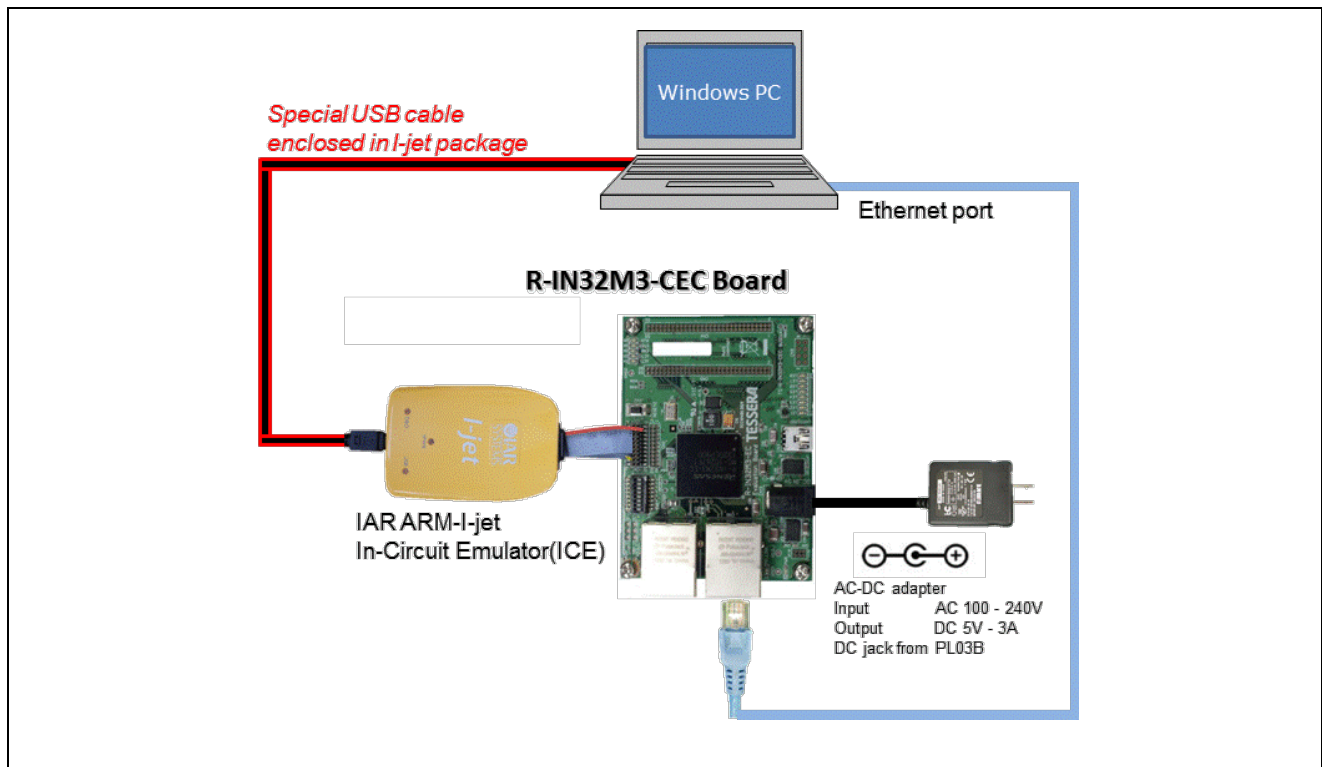 Windows PC
Special USB cable
enclosed in I-jet package
Ethernet port
R-IN32M3-CEC Board
TESSERA
IAR
I-jet
IAR ARM-I-jet
In-Circuit Emulator(ICE)
AC-DC adapter
Input AC 100 - 240V
Output DC 5V - 3A
DC jack from PL03B